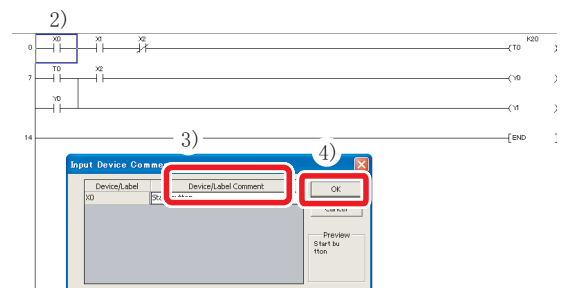 2)
X0 X1 X2 K20
0 (T0 )
T0 X2
7 (Y0 )
Y0
(Y1 )
14 [END ]
3) 4)
Input Device Comme
Device/Label Device/Label Comment OK
X0
Cancel
Preview
Start bu
tton